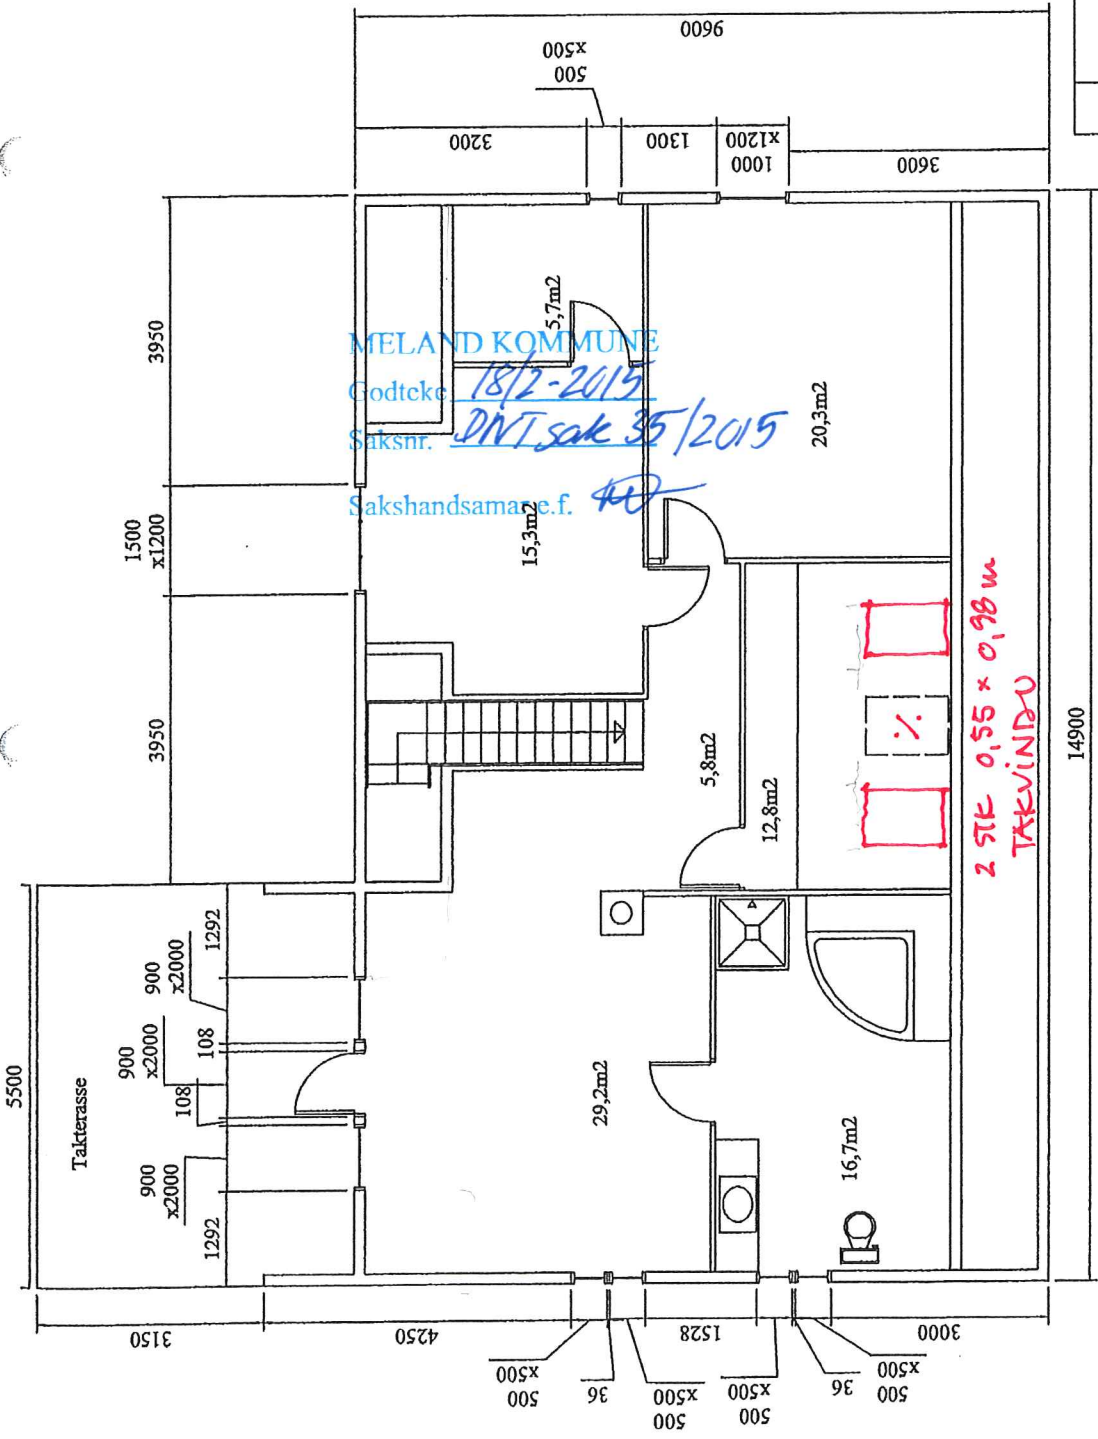 9600
500
x500
3200
1300
1000
x1200
3600
3950
1500
x1200
3950
5,7m2
MELAND KOMMUNE
Godtcke 18/2-2015
Saksnr. DNT sak 35/2015
Sakshandsamar e.f.
15,3m2
20,3m2
5,8m2
12,8m2
./.
2 STK 0,55 x 0,98 m
TAKVINDU
14900
5500
Takterasse
900
x2000
1292
900
x2000
108
108
900
x2000
1292
29,2m2
16,7m2
3150
4250
500
x500
36
500
x500
1528
500
x500
36
500
x500
3000